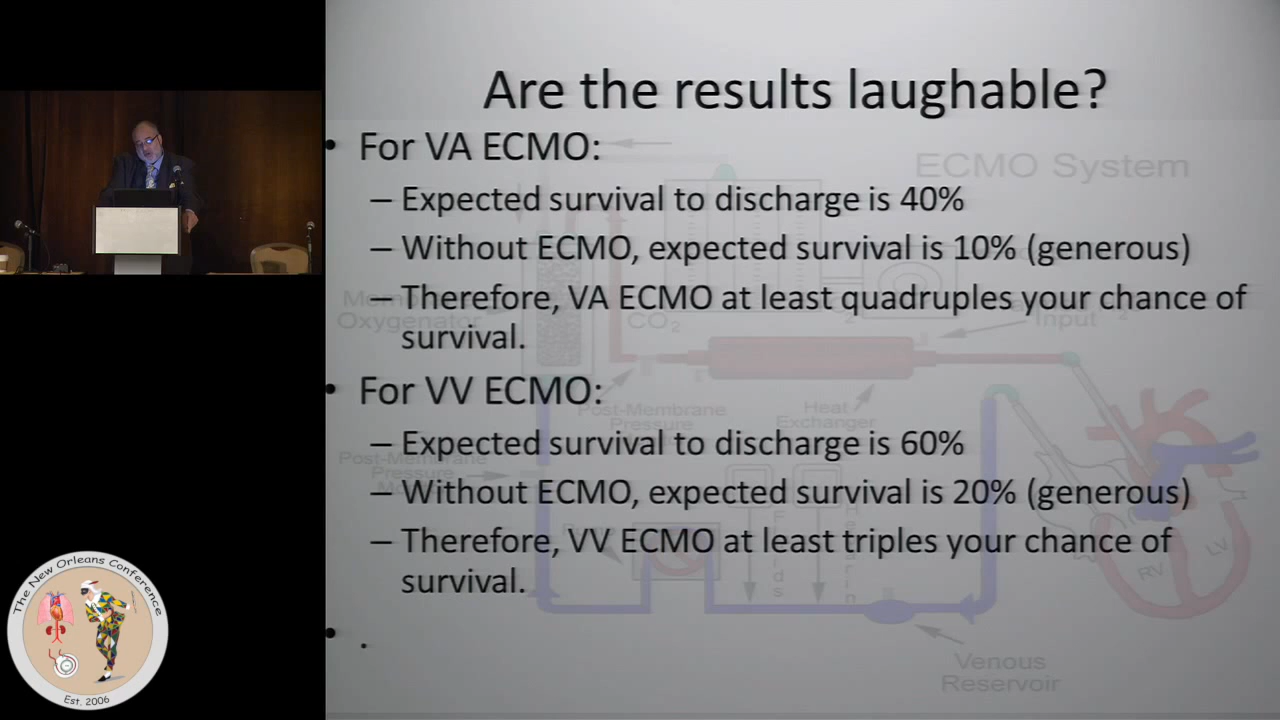 Are the results laughable?
• For VA ECMO:
– Expected survival to discharge is 40%
– Without ECMO, expected survival is 10% (generous)
– Therefore, VA ECMO at least quadruples your chance of
survival.
• For VV ECMO:
– Expected survival to discharge is 60%
– Without ECMO, expected survival is 20% (generous)
– Therefore, VV ECMO at least triples your chance of
survival.
• .
ECMO System
Oxygenator
CO₂
Input
Post-Membrane
Pressure
Heat
Exchanger
Post-Membrane
Pressure
Fluids
Heparin
LV
RV
Venous
Reservoir
The New Orleans Conference
Est. 2006